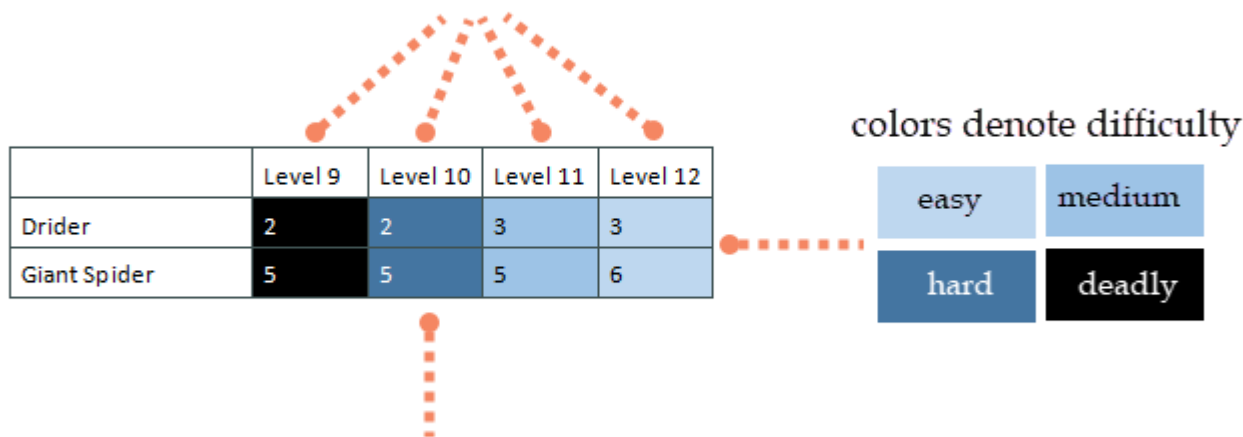 colors denote difficulty
Level 9 Level 10 Level 11 Level 12
easy medium
Drider 2 2 3 3
Giant Spider 5 5 5 6
hard deadly